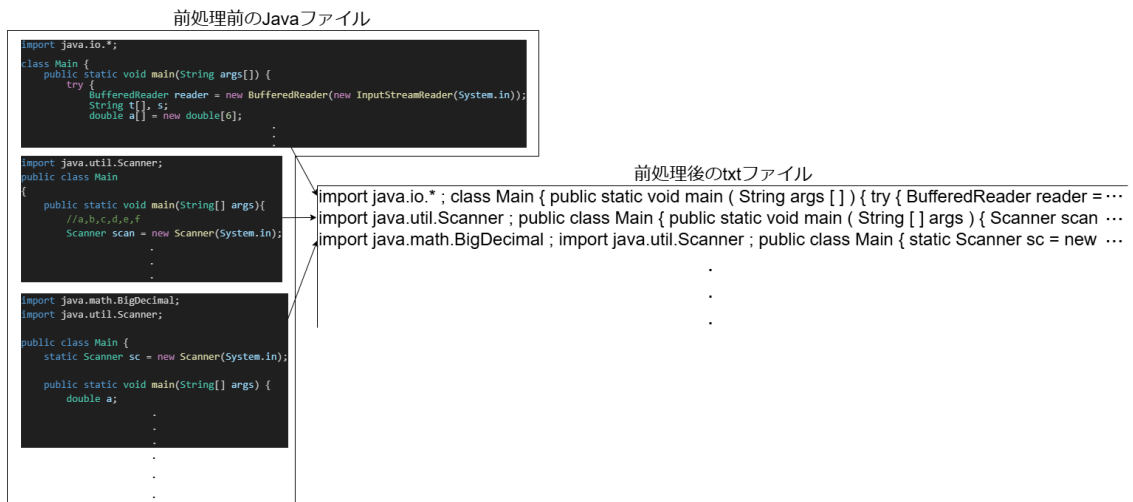 前処理前のJavaファイル
import java.io.*;
class Main {
public static void main(String args[]) {
try {
BufferedReader reader = new BufferedReader(new InputStreamReader(System.in));
String t[], s;
double a[] = new double[6];
.
.
.
import java.util.Scanner;
public class Main
{
public static void main(String[] args){
//a,b,c,d,e,f
Scanner scan = new Scanner(System.in);
.
.
.
import java.math.BigDecimal;
import java.util.Scanner;
public class Main {
static Scanner sc = new Scanner(System.in);
public static void main(String[] args) {
double a;
.
.
.
.
.
.
前処理後のtxtファイル
import java.io.* ; class Main { public static void main ( String args [ ] ) { try { BufferedReader reader = ···
import java.util.Scanner ; public class Main { public static void main ( String [ ] args ) { Scanner scan ···
import java.math.BigDecimal ; import java.util.Scanner ; public class Main { static Scanner sc = new ···
.
.
.